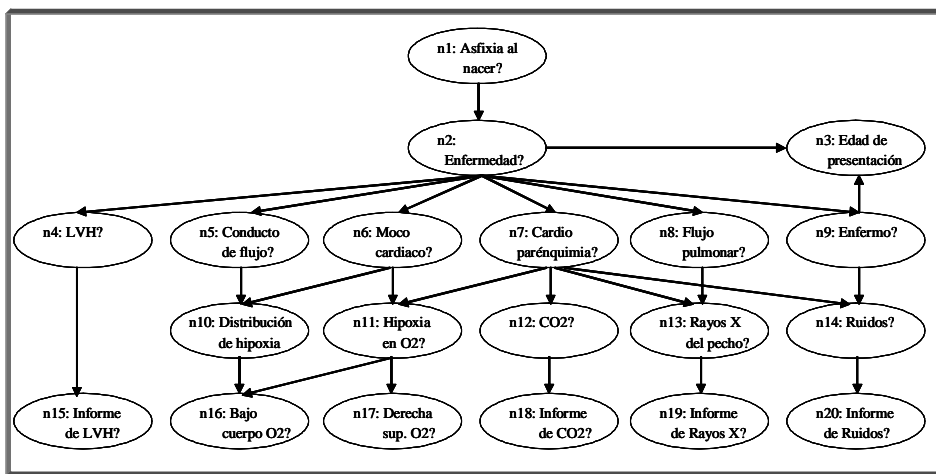 n1: Asfixia al
nacer?
n2:
Enfermedad?
n3: Edad de
presentación
n4: LVH?
n5: Conducto
de flujo?
n6: Moco
cardiaco?
n7: Cardio
parénquimia?
n8: Flujo
pulmonar?
n9: Enfermo?
n10: Distribución
de hipoxia
n11: Hipoxia
en O2?
n12: CO2?
n13: Rayos X
del pecho?
n14: Ruidos?
n15: Informe
de LVH?
n16: Bajo
cuerpo O2?
n17: Derecha
sup. O2?
n18: Informe
de CO2?
n19: Informe
de Rayos X?
n20: Informe
de Ruidos?